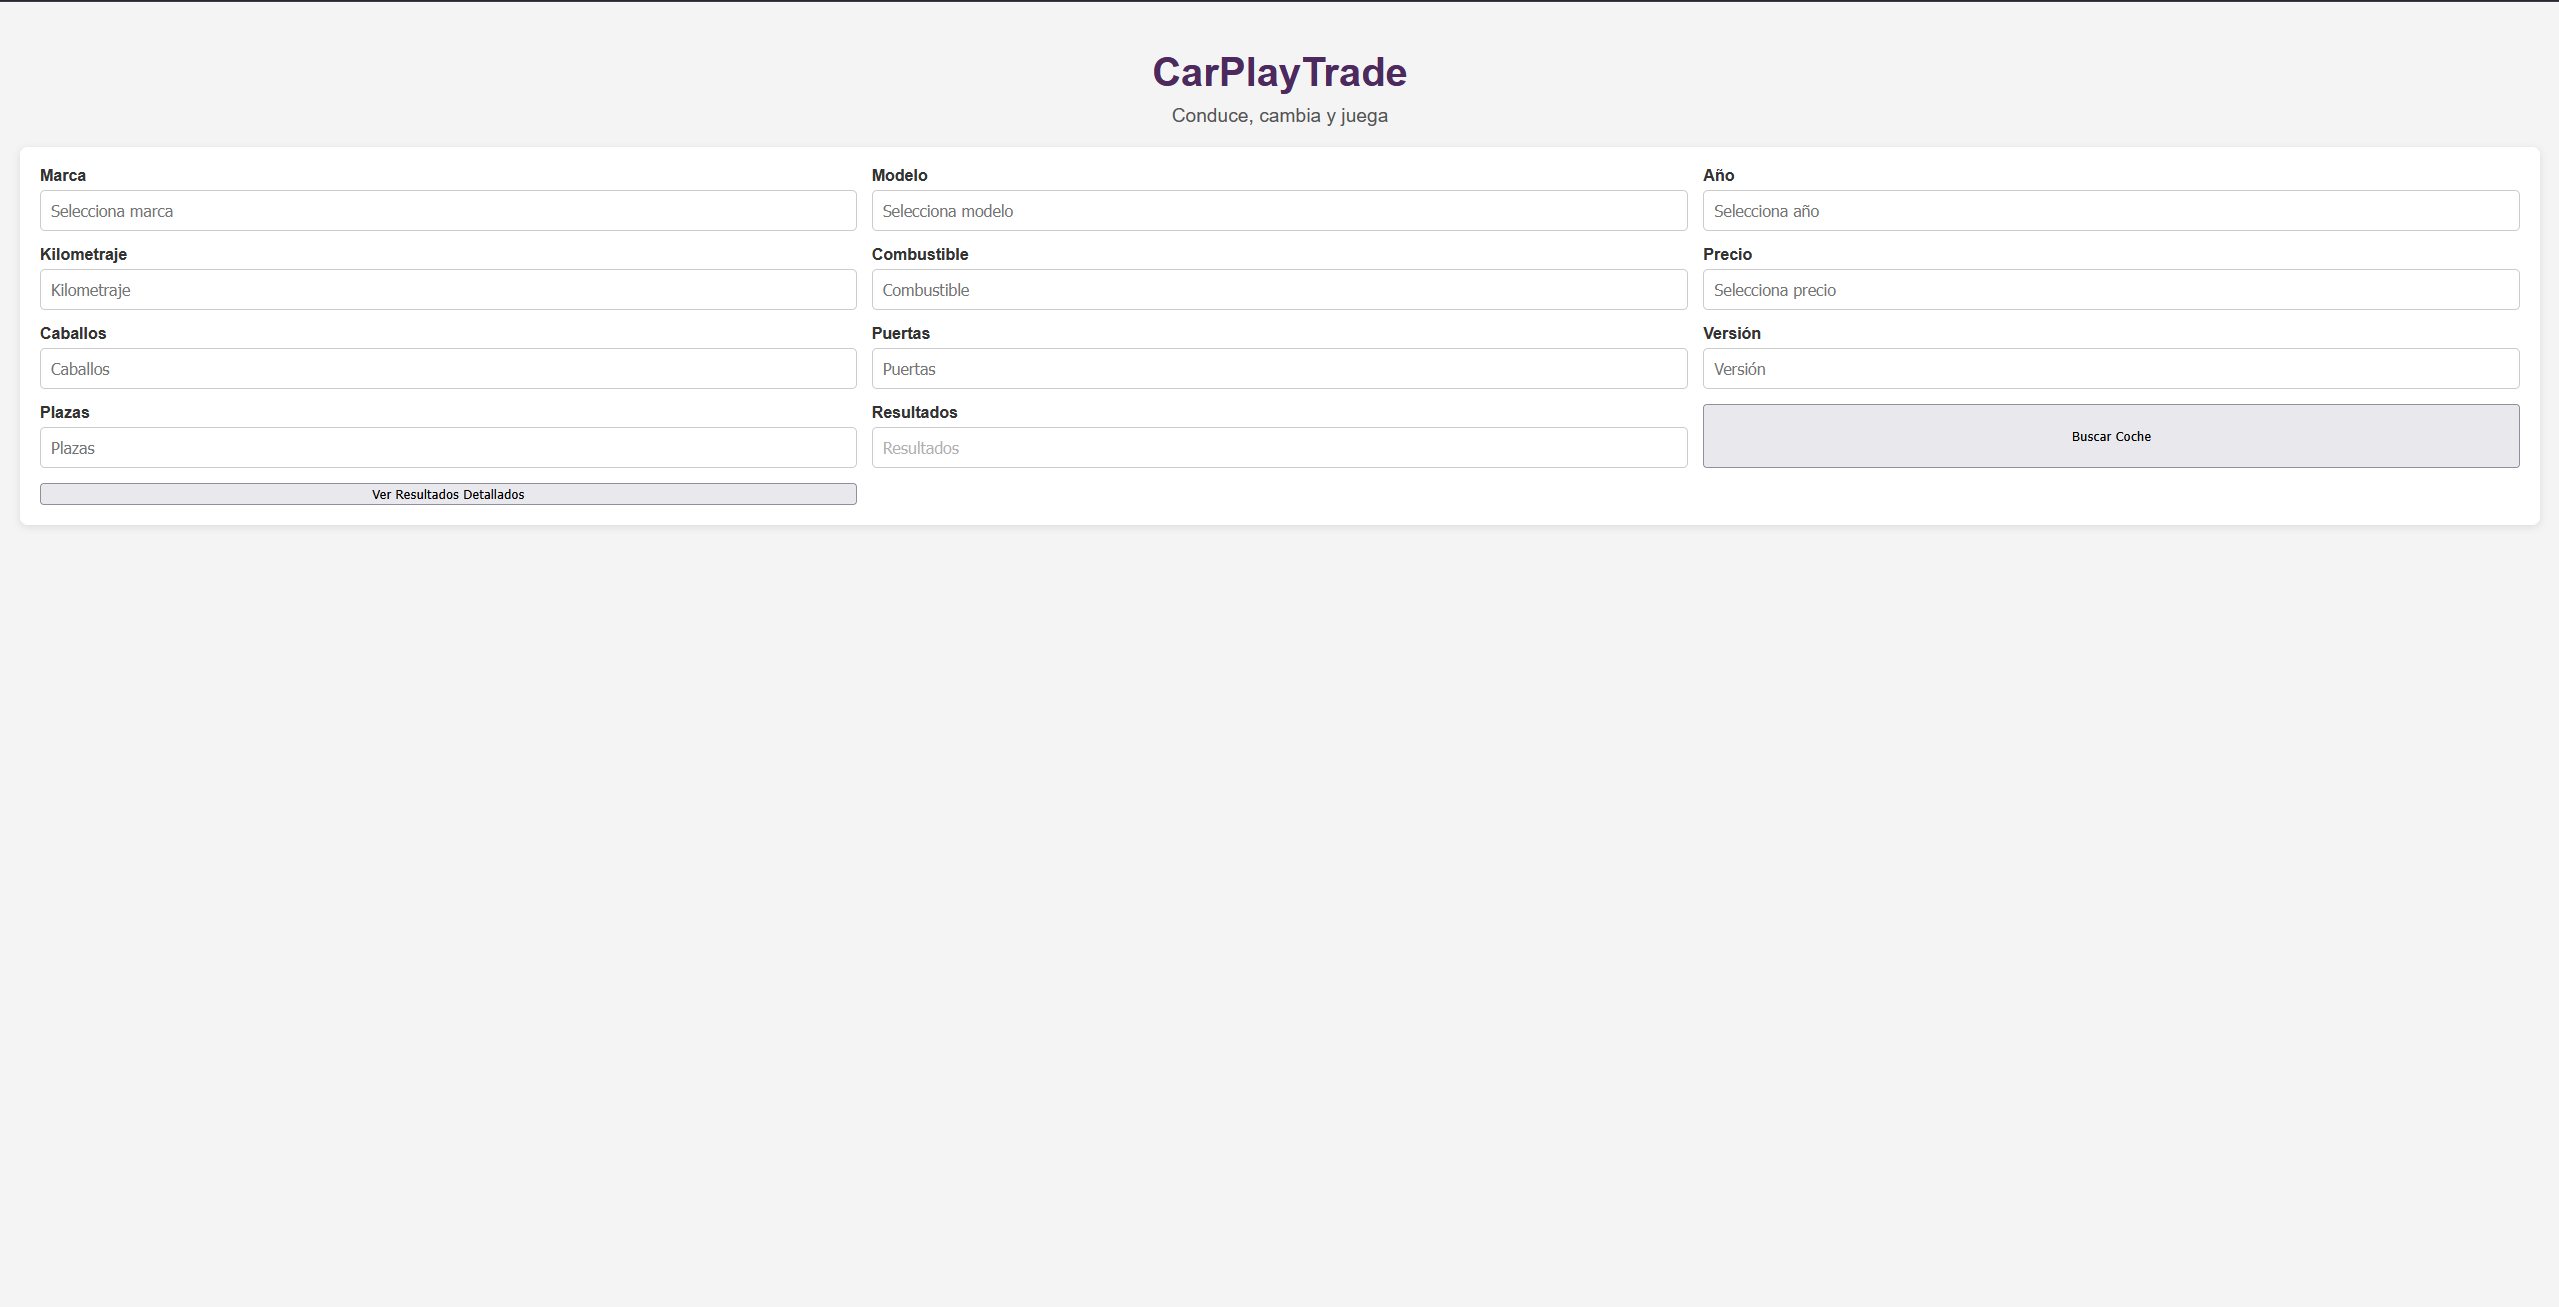 CarPlayTrade
Conduce, cambia y juega
Marca
Selecciona marca
Modelo
Selecciona modelo
Año
Selecciona año
Kilometraje
Kilometraje
Combustible
Combustible
Precio
Selecciona precio
Caballos
Caballos
Puertas
Puertas
Versión
Versión
Plazas
Plazas
Resultados
Resultados
Buscar Coche
Ver Resultados Detallados